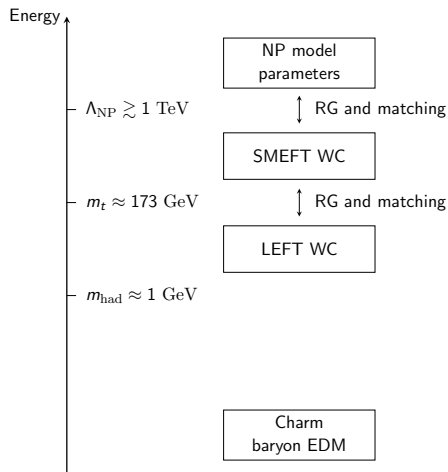 Energy
NP model
parameters
Λ_NP ≳ 1 TeV
RG and matching
SMEFT WC
m_t ≈ 173 GeV
RG and matching
LEFT WC
m_had ≈ 1 GeV
Charm
baryon EDM